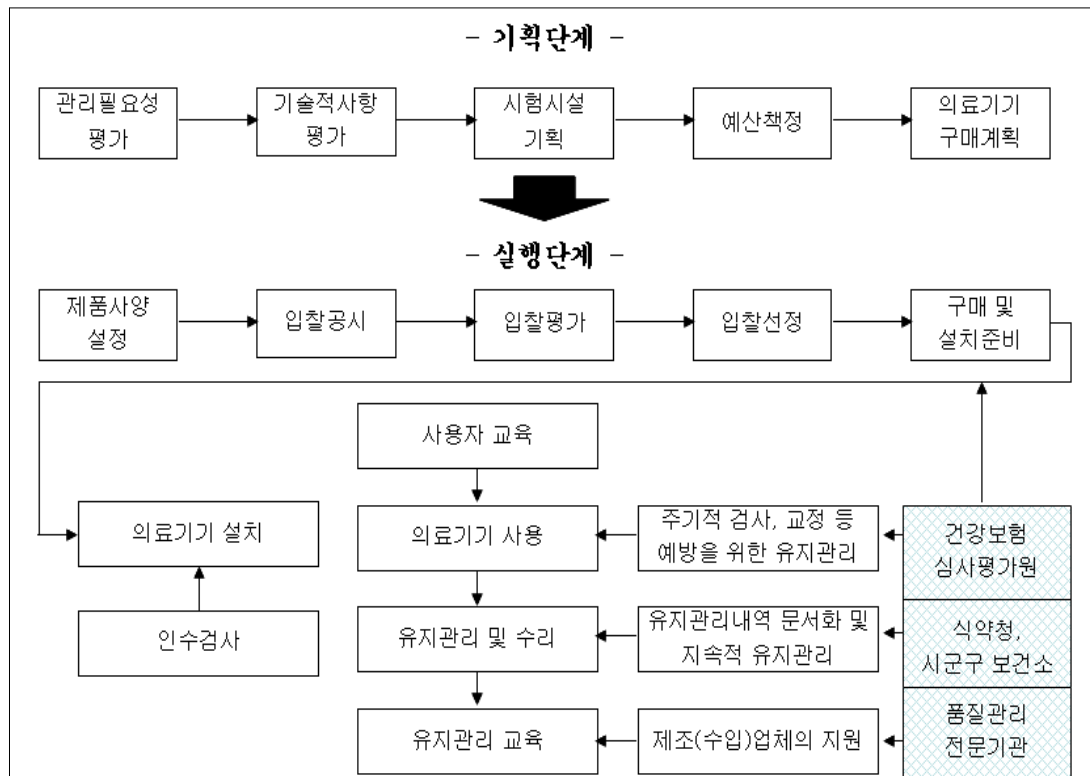 - 기획단계 -
관리필요성
평가
기술적사항
평가
시험시설
기획
예산책정
의료기기
구매계획
- 실행단계 -
제품사양
설정
입찰공시
입찰평가
입찰선정
구매 및
설치준비
사용자 교육
의료기기 설치
의료기기 사용
주기적 검사, 교정 등
예방을 위한 유지관리
건강보험
심사평가원
인수검사
유지관리 및 수리
유지관리내역 문서화 및
지속적 유지관리
식약청,
시군구 보건소
유지관리 교육
제조(수입)업체의 지원
품질관리
전문기관